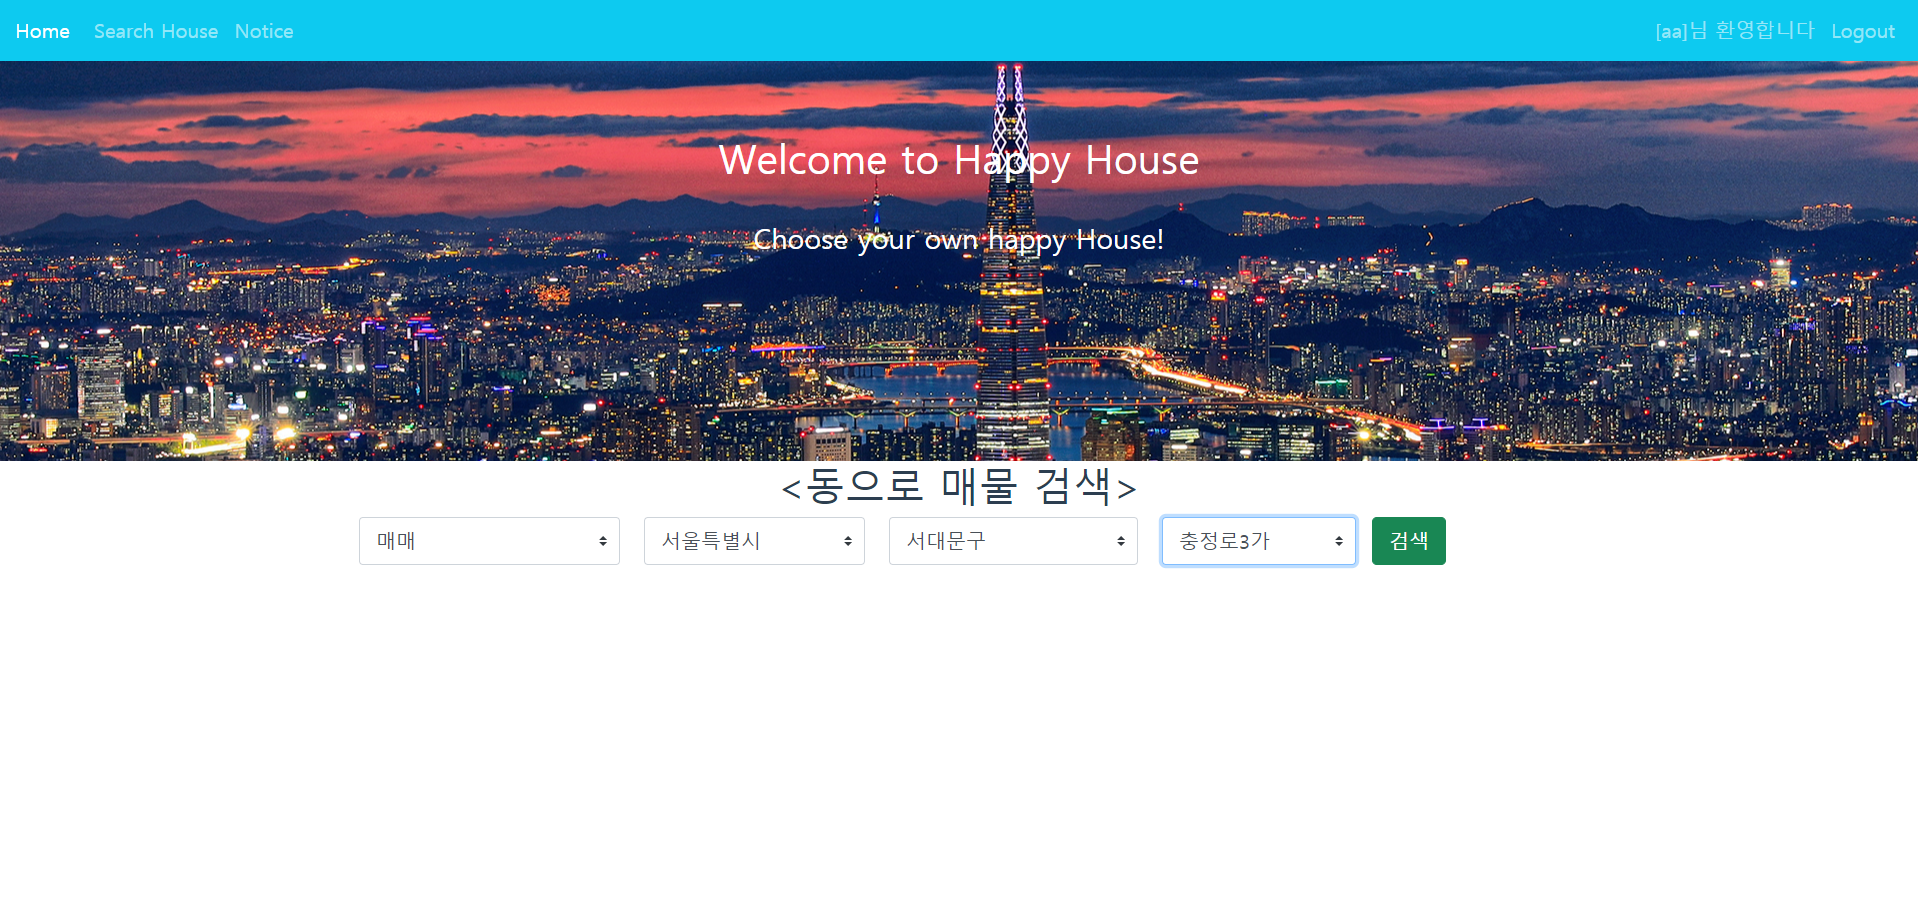 Home Search House Notice [aa]님 환영합니다 Logout
Welcome to Happy House
Choose your own happy House!
<동으로 매물 검색>
매매 서울특별시 서대문구 충정로3가 검색